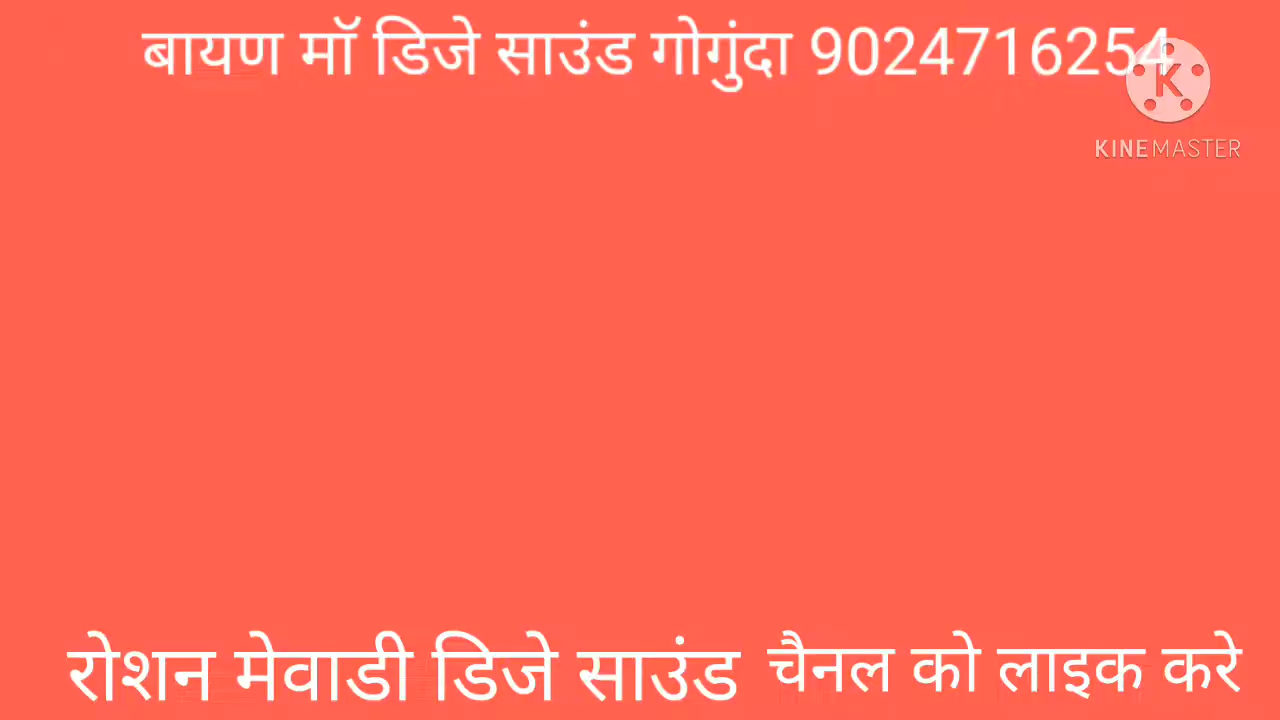 बायण मॉ डिजे साउंड गोगुंदा 9024716254
KINEMASTER
रोशन मेवाडी डिजे साउंड चैनल को लाइक करे